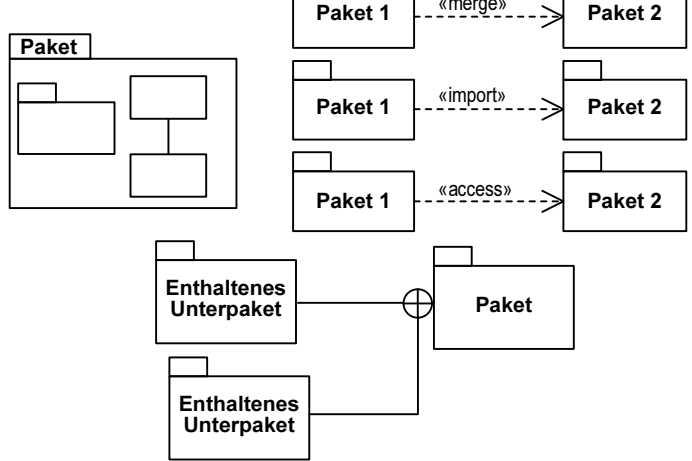 Paket 1
«merge»
Paket 2
Paket
Paket 1
«import»
Paket 2
Paket 1
«access»
Paket 2
Enthaltenes
Unterpaket
Paket
Enthaltenes
Unterpaket